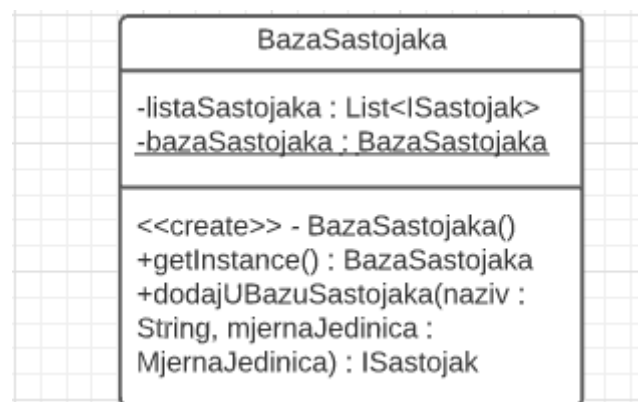 BazaSastojaka
-listaSastojaka : List<ISastojak>
-bazaSastojaka : BazaSastojaka
<<create>> - BazaSastojaka()
+getInstance() : BazaSastojaka
+dodajUBazuSastojaka(naziv :
String, mjernaJedinica :
MjernaJedinica) : ISastojak